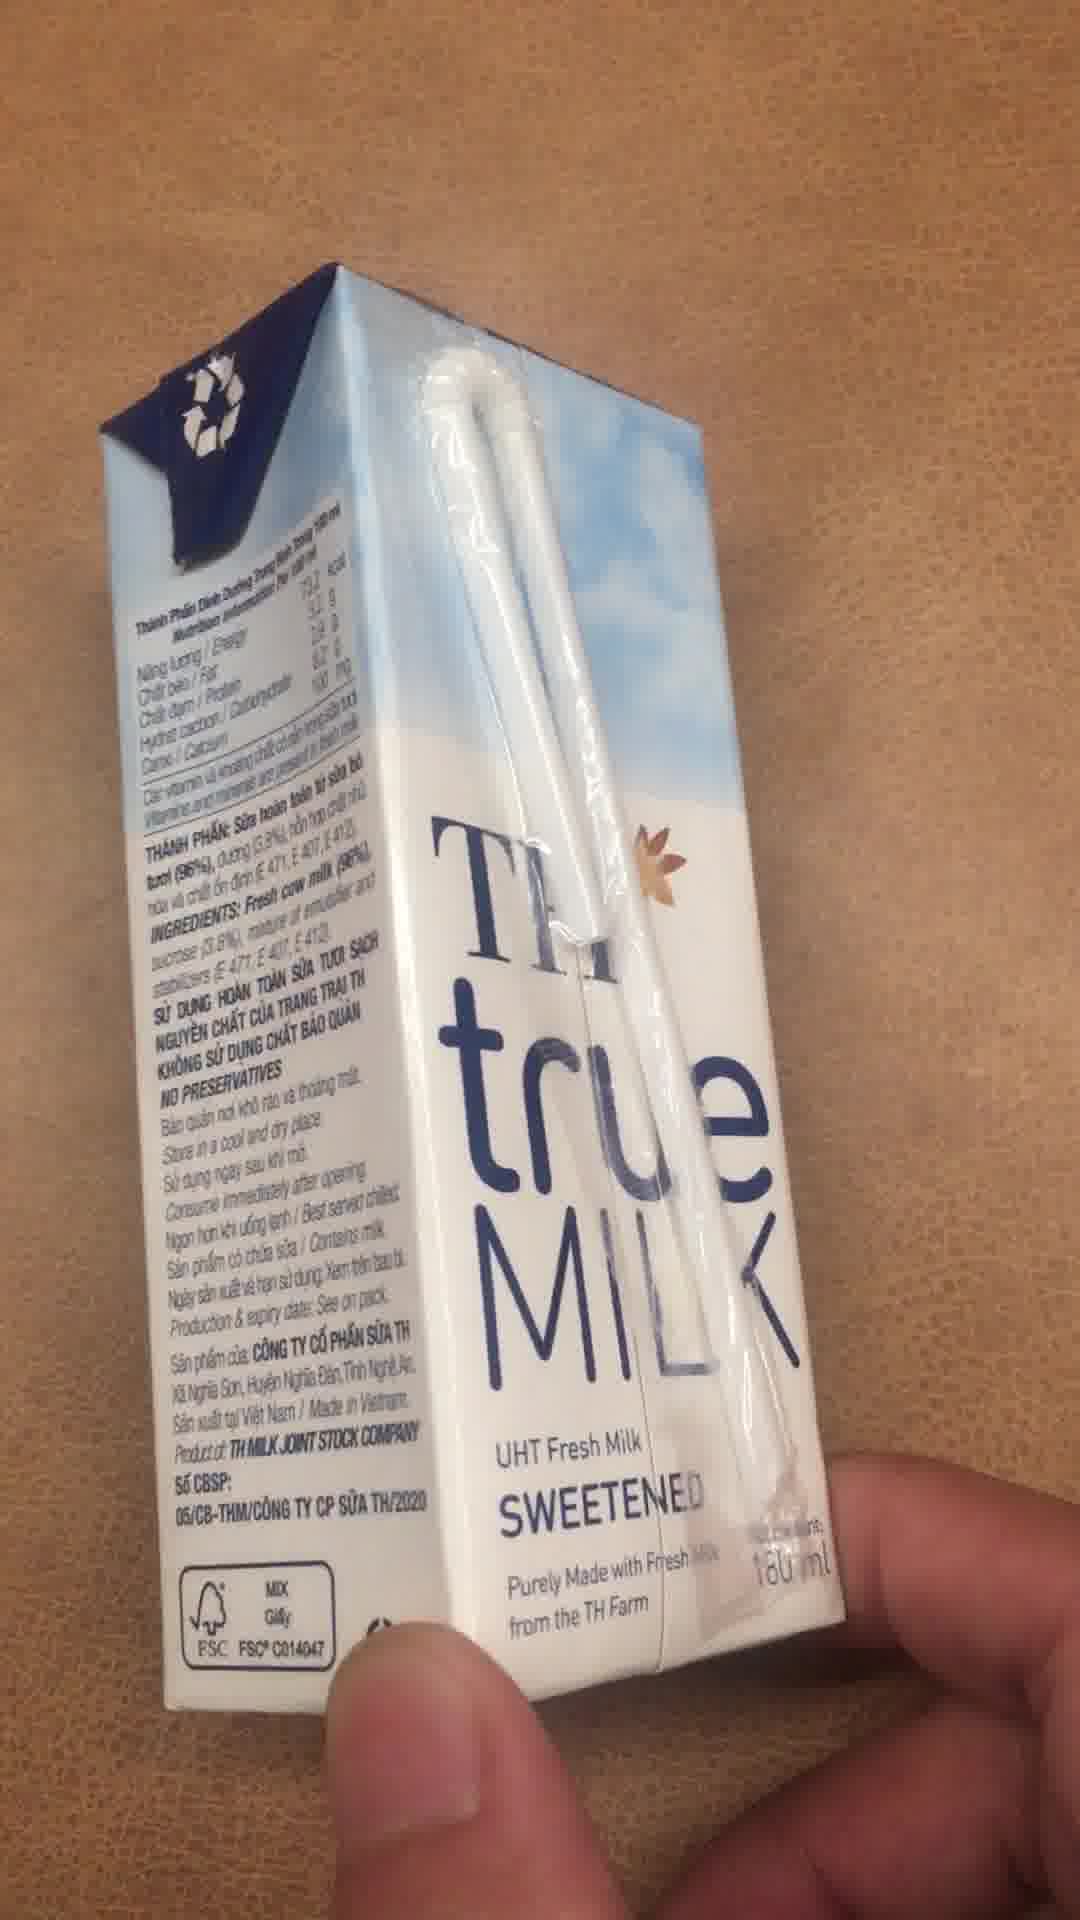 Thành Phần Dinh Dưỡng Trung Bình Trong 100 ml
Nutrition Information Per 100 ml
Năng lượng / Energy kcal
Chất béo / Fat g
Chất đạm / Protein g
Hydrat cacbon / Carbohydrate g
Canxi / Calcium 100 mg
Các vitamin và khoáng chất có sẵn trong sữa tươi
Vitamins and minerals are present in fresh milk
THÀNH PHẦN: Sữa hoàn toàn từ sữa bò
tươi (96%), đường (3.8%), hỗn hợp chất nhũ
hóa và chất ổn định (E 471, E 407, E 412).
INGREDIENTS: Fresh cow milk (96%),
sucrose (3.8%), mixture of emulsifier and
stabilizers (E 471, E 407, E 412).
SỬ DỤNG HOÀN TOÀN SỮA TƯƠI SẠCH
NGUYÊN CHẤT CỦA TRANG TRẠI TH
KHÔNG SỬ DỤNG CHẤT BẢO QUẢN
NO PRESERVATIVES
Bảo quản nơi khô ráo và thoáng mát.
Store in a cool and dry place.
Sử dụng ngay sau khi mở.
Consume immediately after opening.
Ngon hơn khi uống lạnh / Best served chilled.
Sản phẩm có chứa sữa / Contains milk.
Ngày sản xuất và hạn sử dụng: Xem trên bao bì.
Production & expiry date: See on pack.
Sản phẩm của: CÔNG TY CỔ PHẦN SỮA TH
Xã Nghĩa Sơn, Huyện Nghĩa Đàn, Tỉnh Nghệ An.
Sản xuất tại Việt Nam / Made in Vietnam.
Product of: TH MILK JOINT STOCK COMPANY
Số CBSP:
05/CB-THM/CÔNG TY CP SỮA TH/2020
MIX
Giấy
FSC FSC® C014047
TH
true
MILK
UHT Fresh Milk
SWEETENED
Purely Made with Fresh Milk
from the TH Farm
180 ml